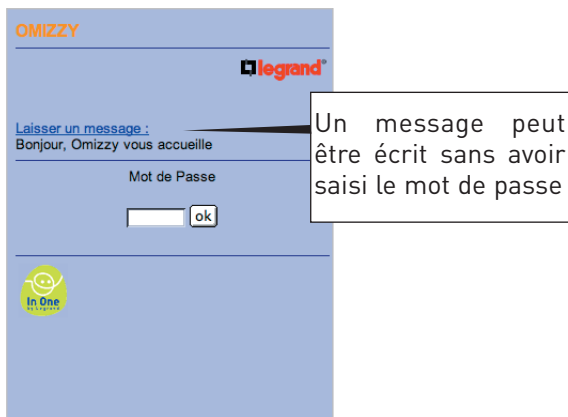 OMIZZY
legrand®
Laisser un message :
Bonjour, Omizzy vous accueille
Un message peut
être écrit sans avoir
saisi le mot de passe
Mot de Passe
ok
In One
by Legrand